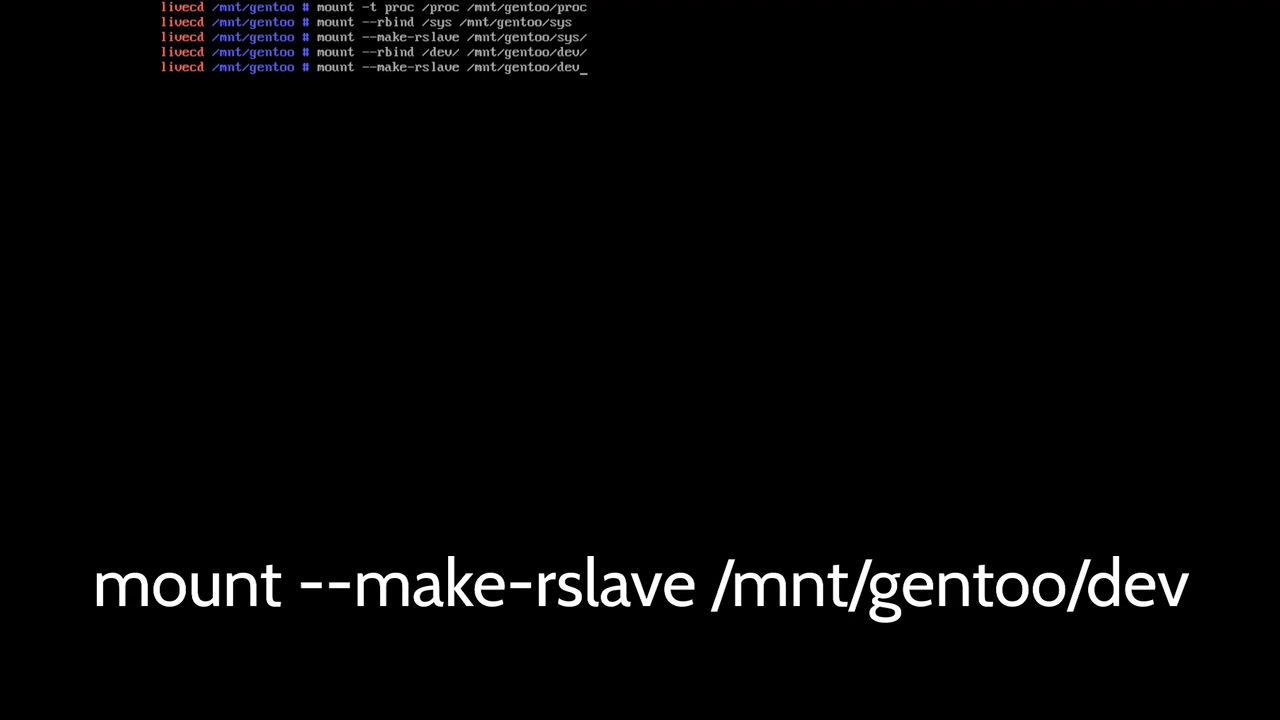 livecd /mnt/gentoo # mount -t proc /proc /mnt/gentoo/proc
livecd /mnt/gentoo # mount --rbind /sys /mnt/gentoo/sys
livecd /mnt/gentoo # mount --make-rslave /mnt/gentoo/sys/
livecd /mnt/gentoo # mount --rbind /dev/ /mnt/gentoo/dev/
livecd /mnt/gentoo # mount --make-rslave /mnt/gentoo/dev_
mount --make-rslave /mnt/gentoo/dev